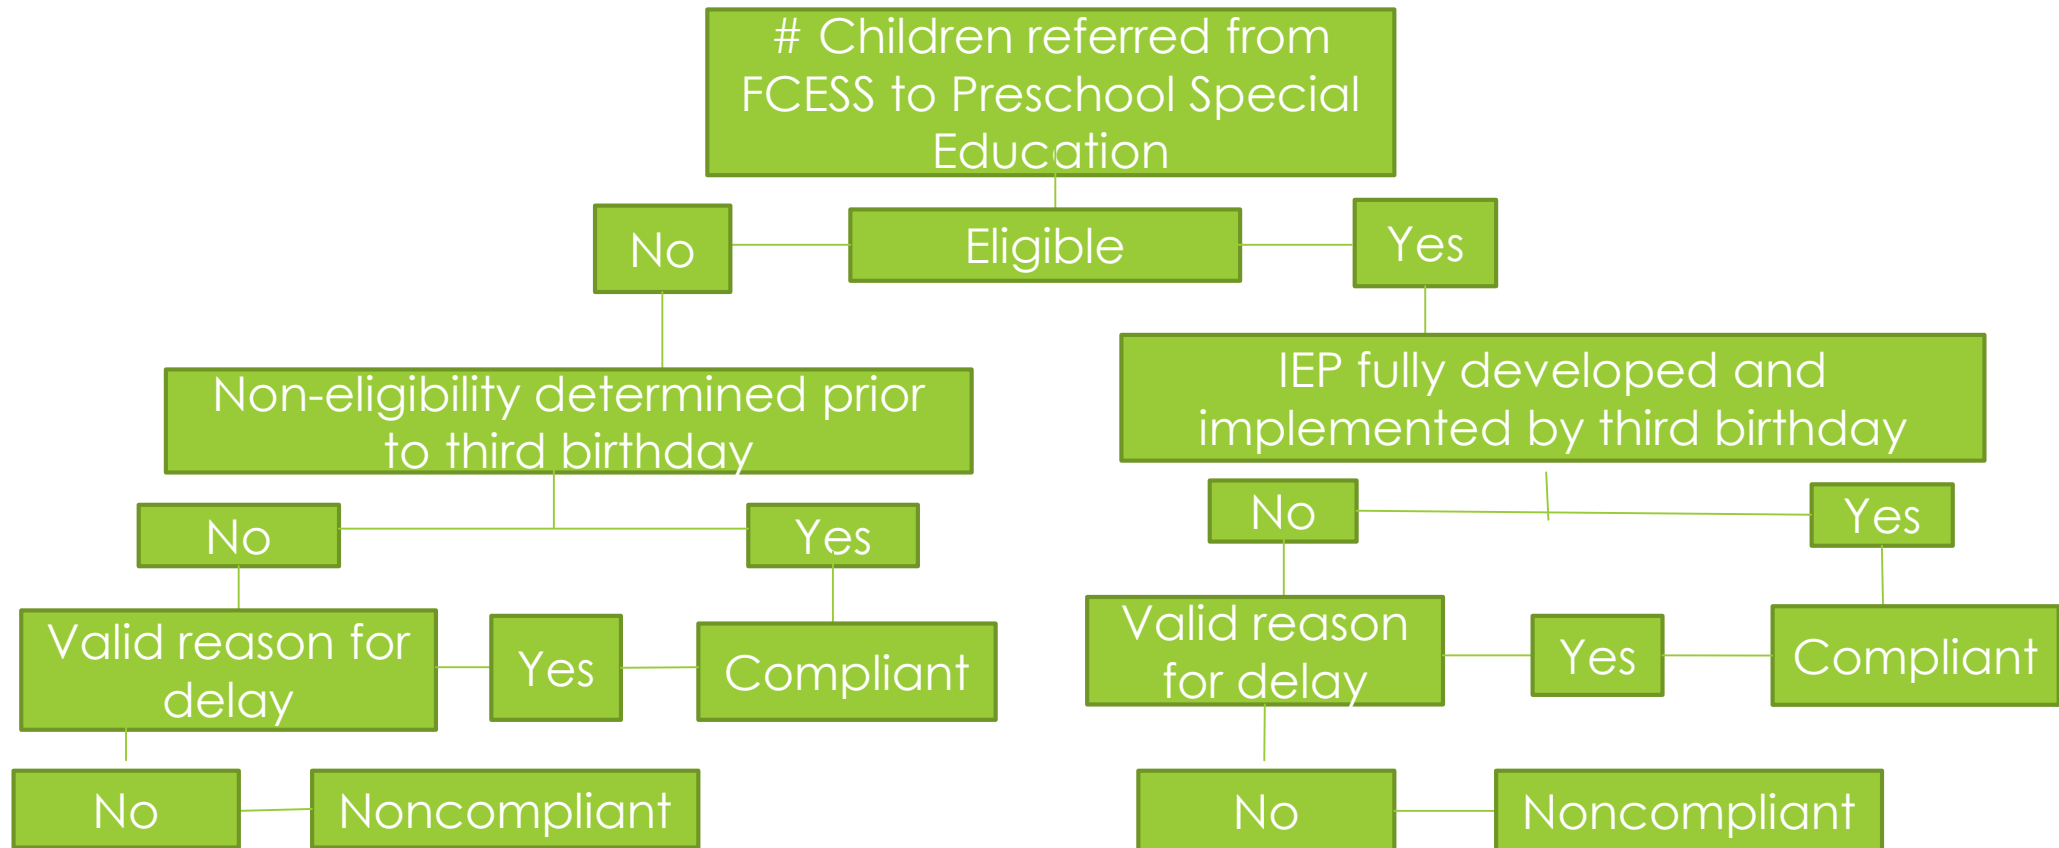 # Children referred from
FCESS to Preschool Special
Education
No
Eligible
Yes
Non-eligibility determined prior
to third birthday
IEP fully developed and
implemented by third birthday
No
Yes
No
Yes
Valid reason for
delay
Yes
Compliant
Valid reason
for delay
Yes
Compliant
No
Noncompliant
No
Noncompliant